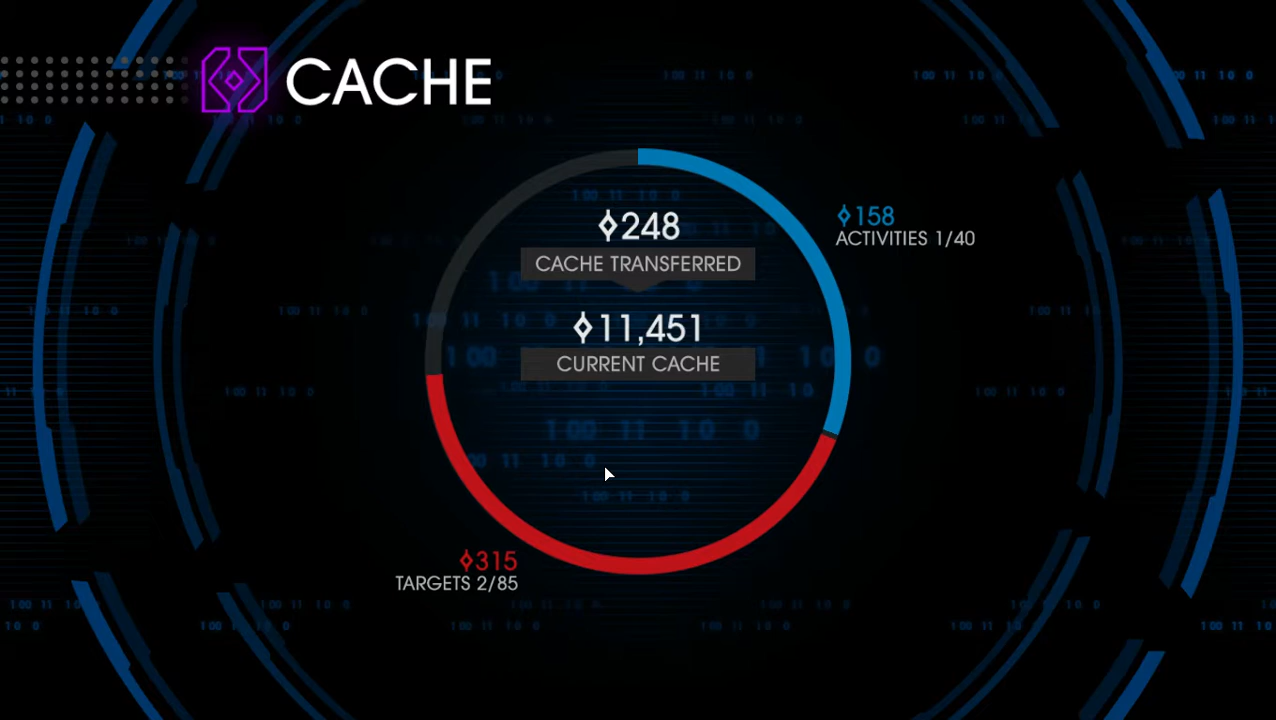 CACHE
158
ACTIVITIES 1/40
248
CACHE TRANSFERRED
11,451
CURRENT CACHE
315
TARGETS 2/85